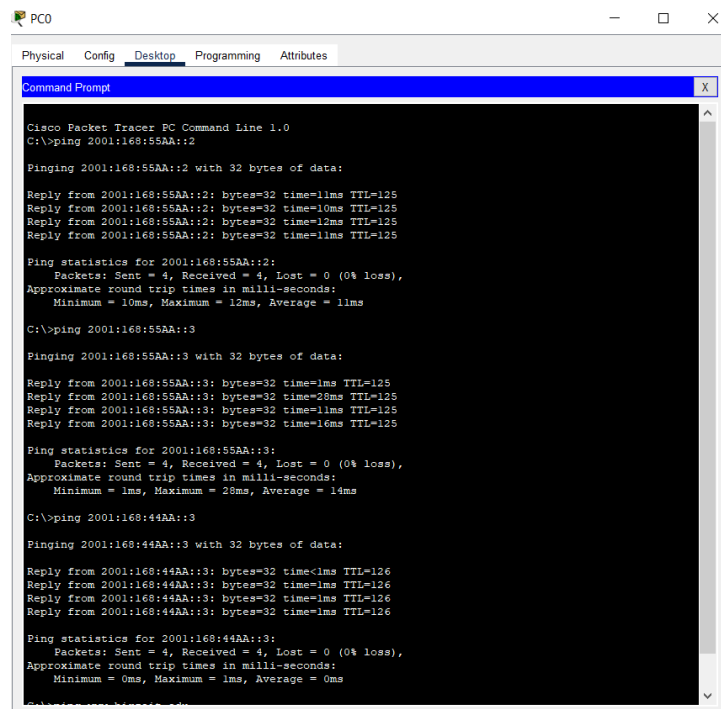 PC0
Physical Config Desktop Programming Attributes
Command Prompt X
Cisco Packet Tracer PC Command Line 1.0
C:\>ping 2001:168:55AA::2
Pinging 2001:168:55AA::2 with 32 bytes of data:
Reply from 2001:168:55AA::2: bytes=32 time=11ms TTL=125
Reply from 2001:168:55AA::2: bytes=32 time=10ms TTL=125
Reply from 2001:168:55AA::2: bytes=32 time=12ms TTL=125
Reply from 2001:168:55AA::2: bytes=32 time=11ms TTL=125
Ping statistics for 2001:168:55AA::2:
Packets: Sent = 4, Received = 4, Lost = 0 (0% loss),
Approximate round trip times in milli-seconds:
Minimum = 10ms, Maximum = 12ms, Average = 11ms
C:\>ping 2001:168:55AA::3
Pinging 2001:168:55AA::3 with 32 bytes of data:
Reply from 2001:168:55AA::3: bytes=32 time=1ms TTL=125
Reply from 2001:168:55AA::3: bytes=32 time=28ms TTL=125
Reply from 2001:168:55AA::3: bytes=32 time=11ms TTL=125
Reply from 2001:168:55AA::3: bytes=32 time=16ms TTL=125
Ping statistics for 2001:168:55AA::3:
Packets: Sent = 4, Received = 4, Lost = 0 (0% loss),
Approximate round trip times in milli-seconds:
Minimum = 1ms, Maximum = 28ms, Average = 14ms
C:\>ping 2001:168:44AA::3
Pinging 2001:168:44AA::3 with 32 bytes of data:
Reply from 2001:168:44AA::3: bytes=32 time<1ms TTL=126
Reply from 2001:168:44AA::3: bytes=32 time=1ms TTL=126
Reply from 2001:168:44AA::3: bytes=32 time=1ms TTL=126
Reply from 2001:168:44AA::3: bytes=32 time=1ms TTL=126
Ping statistics for 2001:168:44AA::3:
Packets: Sent = 4, Received = 4, Lost = 0 (0% loss),
Approximate round trip times in milli-seconds:
Minimum = 0ms, Maximum = 1ms, Average = 0ms